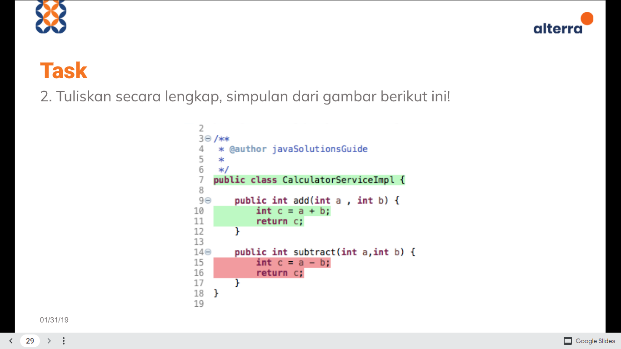 alterra
Task
2. Tuliskan secara lengkap, simpulan dari gambar berikut ini!
2
3 /**
4 * @author javaSolutionsGuide
5 *
6 */
7 public class CalculatorServiceImpl {
8
9 public int add(int a , int b) {
10 int c = a + b;
11 return c;
12 }
13
14 public int subtract(int a,int b) {
15 int c = a - b;
16 return c;
17 }
18 }
19
01/31/19
29
Google Slides